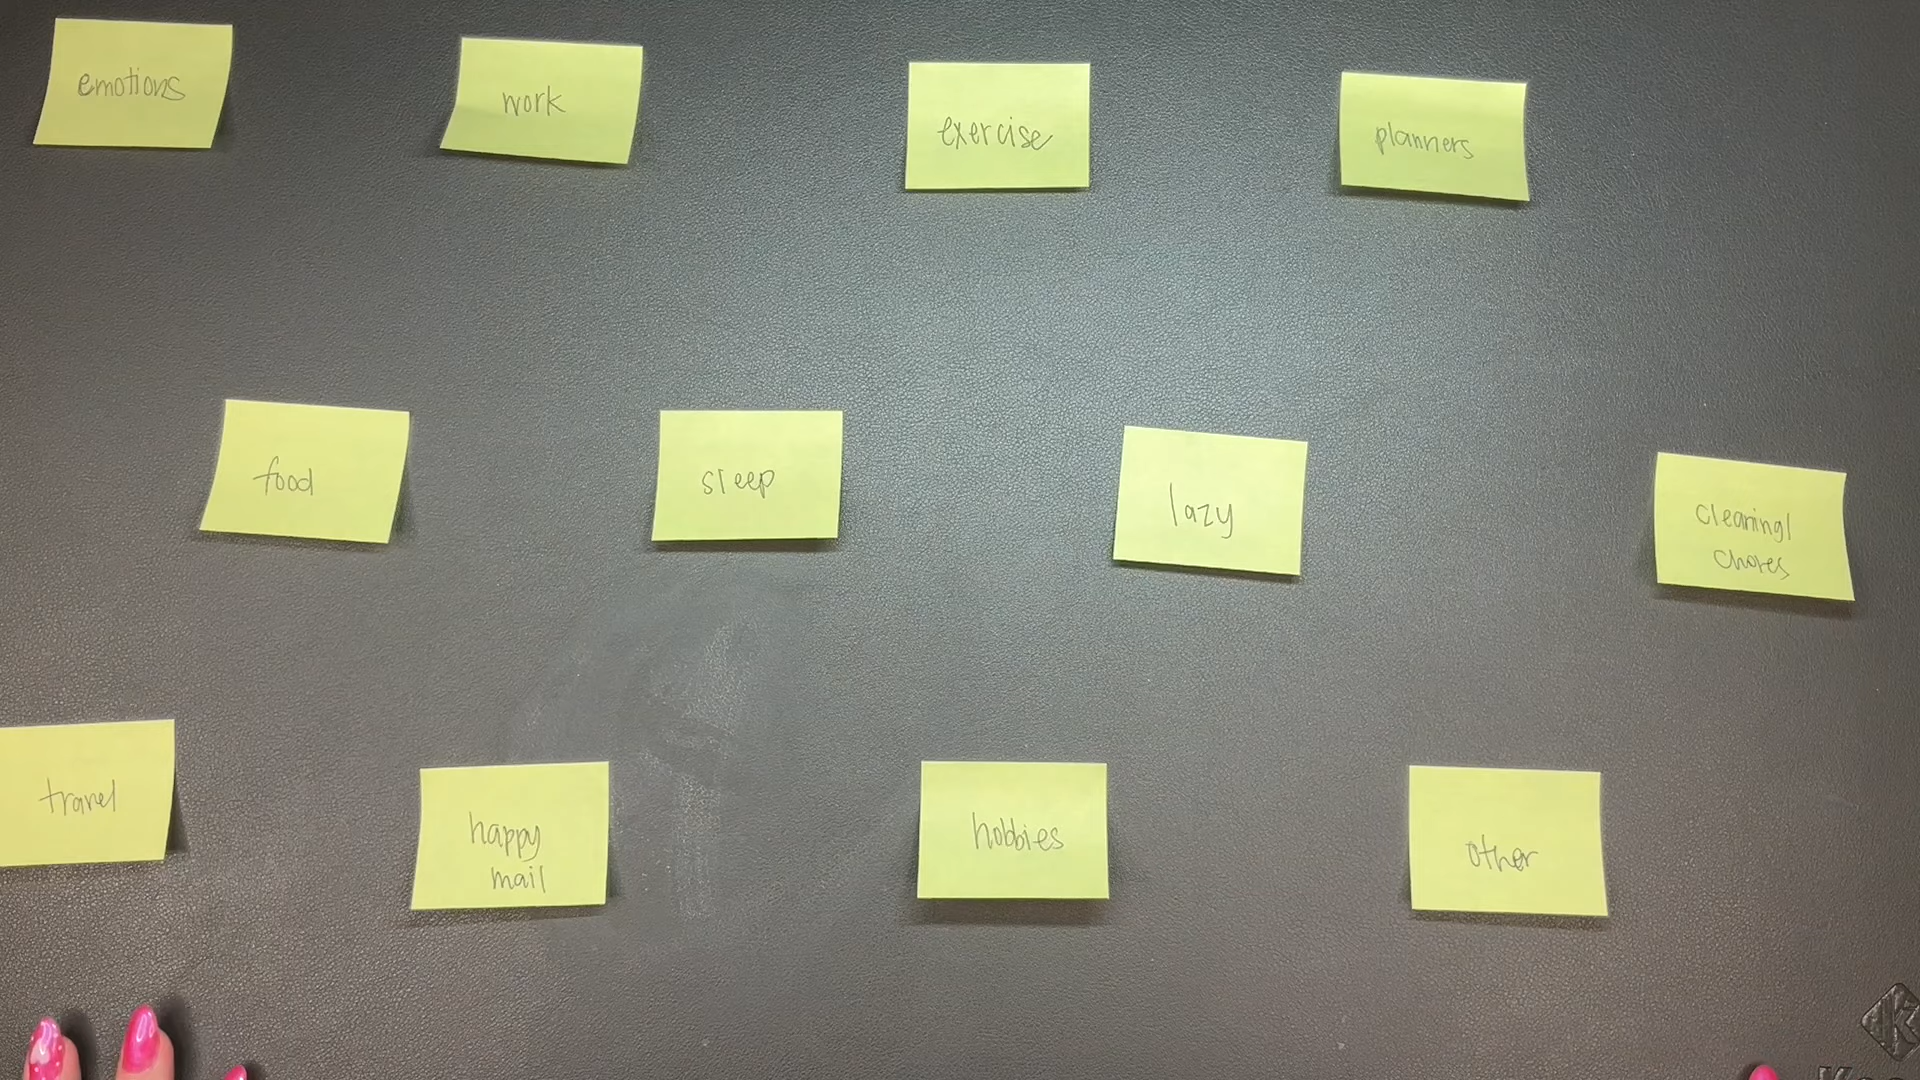 emotions
work
exercise
planners
food
sleep
lazy
cleaning/
chores
travel
happy
mail
hobbies
other